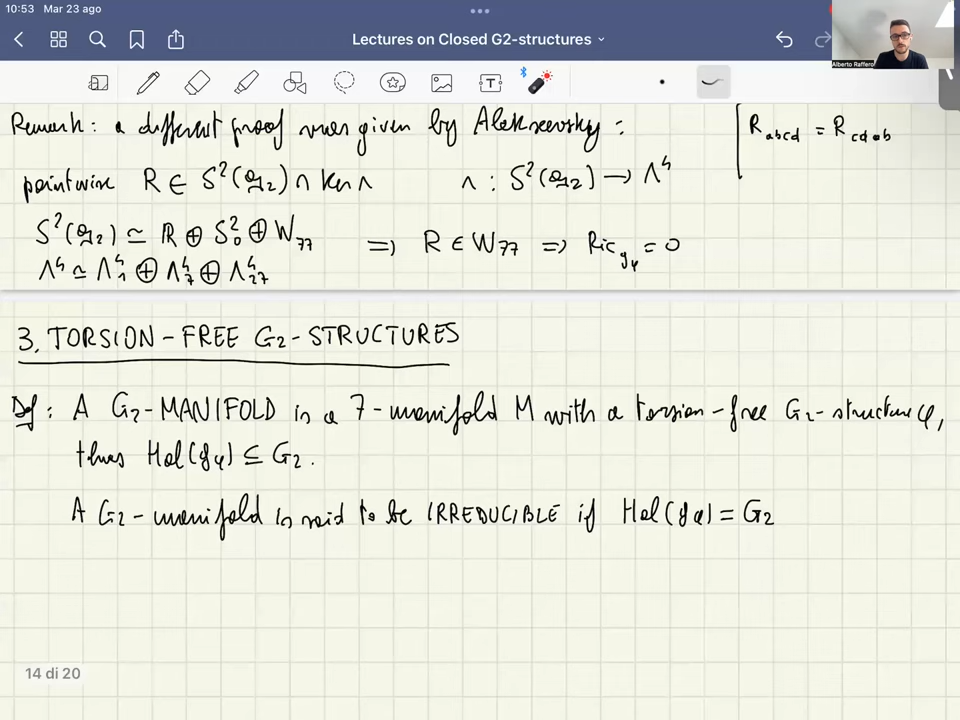 10:53 Mar 23 ago
Lectures on Closed G2-structures
Alberto Raffero
Remark: a different proof was given by Alekseevsky:
R_abcd = R_cdab
pointwise R ∈ S²(g₂) ∩ ker ∧    ∧ : S²(g₂) → Λ⁴
S²(g₂) ≃ ℝ ⊕ S²₀ ⊕ W₇₇    ⇒ R ∈ W₇₇ ⇒ Ric_gφ = 0
Λ⁴ ≃ Λ⁴₁ ⊕ Λ⁴₇ ⊕ Λ⁴₂₇
3. TORSION-FREE G₂-STRUCTURES
Def: A G₂-MANIFOLD is a 7-manifold M with a torsion-free G₂-structure φ,
thus Hol(gφ) ⊆ G₂.
A G₂-manifold is said to be IRREDUCIBLE if Hol(gφ) = G₂
14 di 20